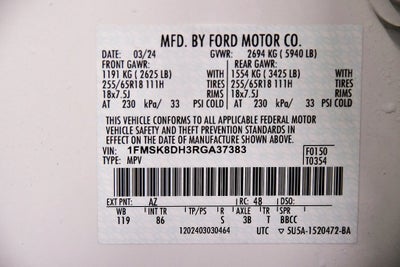 MFD. BY FORD MOTOR CO.
DATE: 03/24 GVWR: 2694 KG ( 5940 LB)
FRONT GAWR: REAR GAWR:
1191 KG ( 2625 LB) WITH 1554 KG ( 3425 LB) WITH
255/65R18 111H TIRES 255/65R18 111H TIRES
18x7.5J RIMS 18x7.5J RIMS
AT 230 kPa/ 33 PSI COLD AT 230 kPa/ 33 PSI COLD
THIS VEHICLE CONFORMS TO ALL APPLICABLE FEDERAL MOTOR
VEHICLE SAFETY AND THEFT PREVENTION STANDARDS IN
EFFECT ON THE DATE OF MANUFACTURE SHOWN ABOVE.
VIN: 1FMSK8DH3RGA37383 F0150
TYPE: MPV T0354
EXT PNT: AZ RC: 48 DSO:
WB INT TR TP/PS R AXLE TR SPR
119 86 S 3B T BBCC
1202403030464 UTC 5U5A-1520472-BA